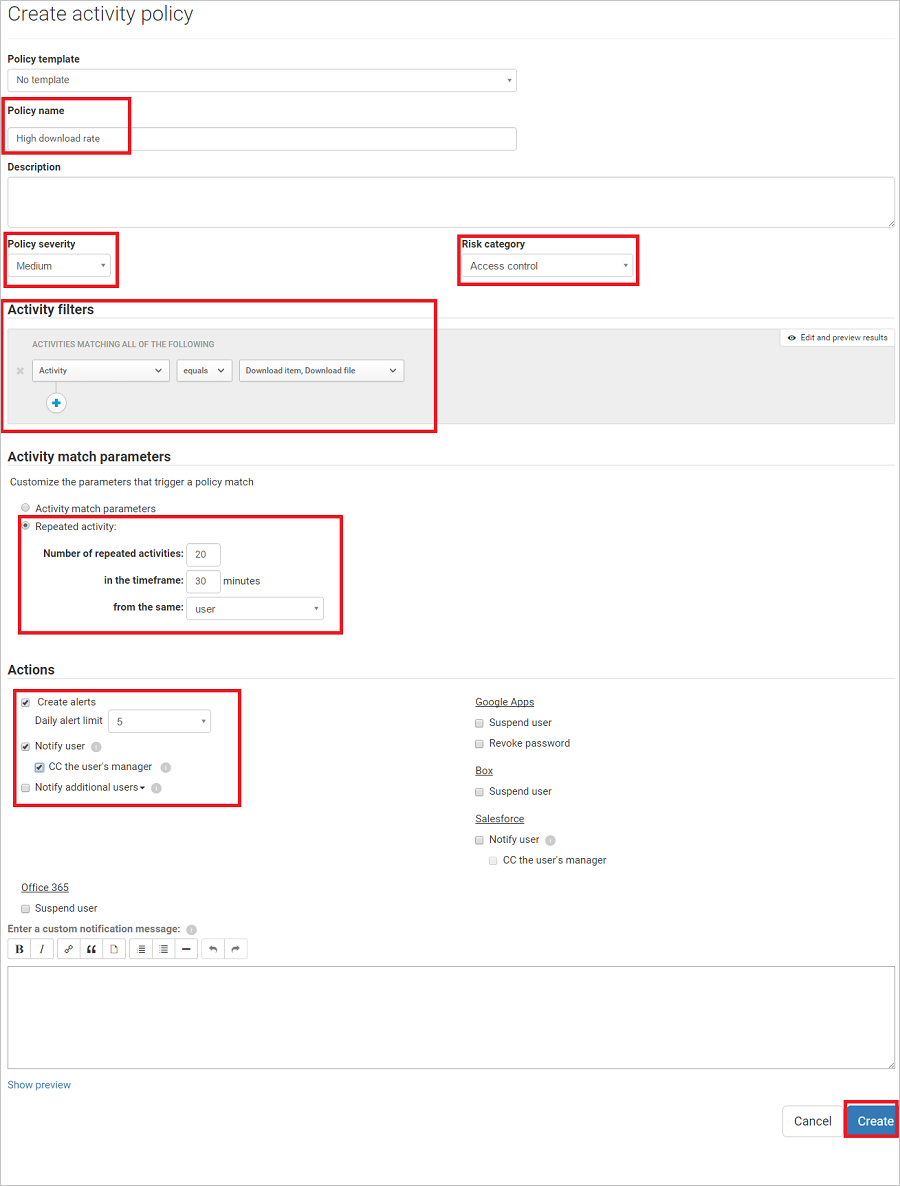 Create activity policy
Policy template
No template
Policy name
High download rate
Description
Policy severity
Risk category
Medium
Access control
Activity filters
ACTIVITIES MATCHING ALL OF THE FOLLOWING
Edit and preview results
Activity
equals
Download item, Download file
Activity match parameters
Customize the parameters that trigger a policy match
Activity match parameters
Repeated activity:
Number of repeated activities: 20
in the timeframe: 30 minutes
from the same: user
Actions
Create alerts
Daily alert limit 5
Notify user
CC the user's manager
Notify additional users
Google Apps
Suspend user
Revoke password
Box
Suspend user
Salesforce
Notify user
CC the user's manager
Office 365
Suspend user
Enter a custom notification message:
B I
Show preview
Cancel
Create